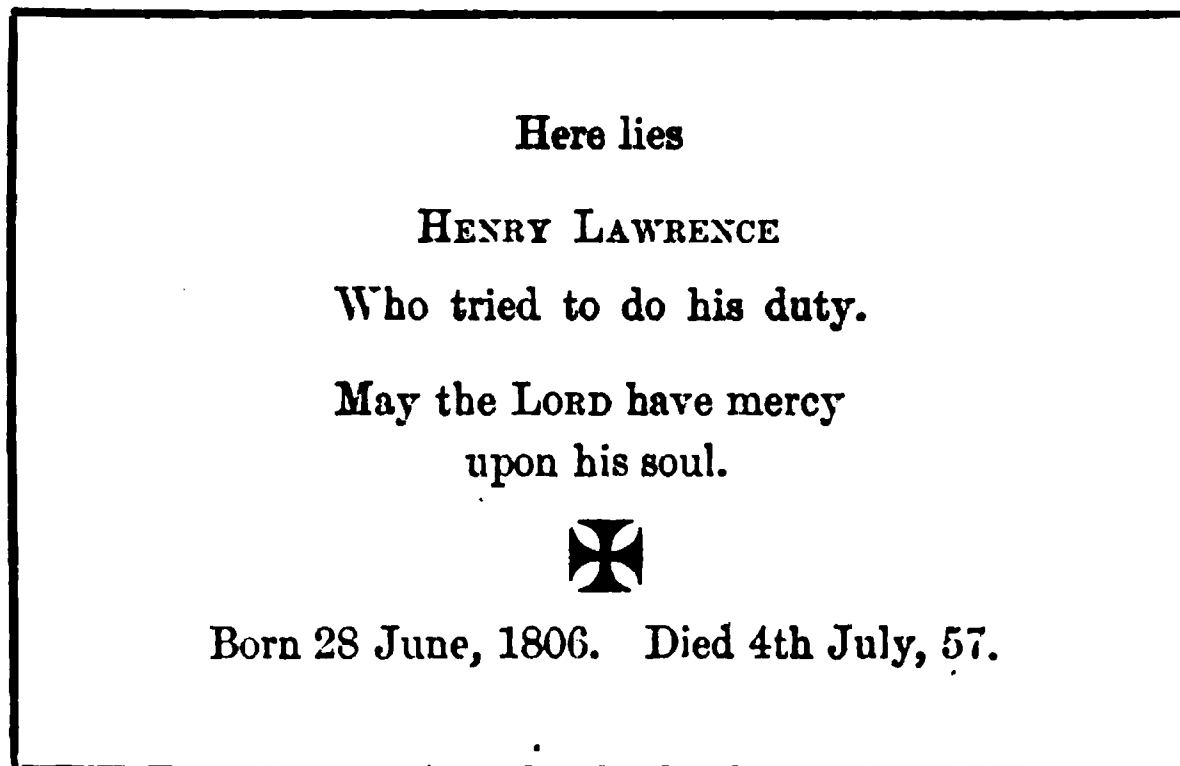 Here lies
HENRY LAWRENCE
Who tried to do his duty.
May the LORD have mercy
upon his soul.
Born 28 June, 1806. Died 4th July, 57.